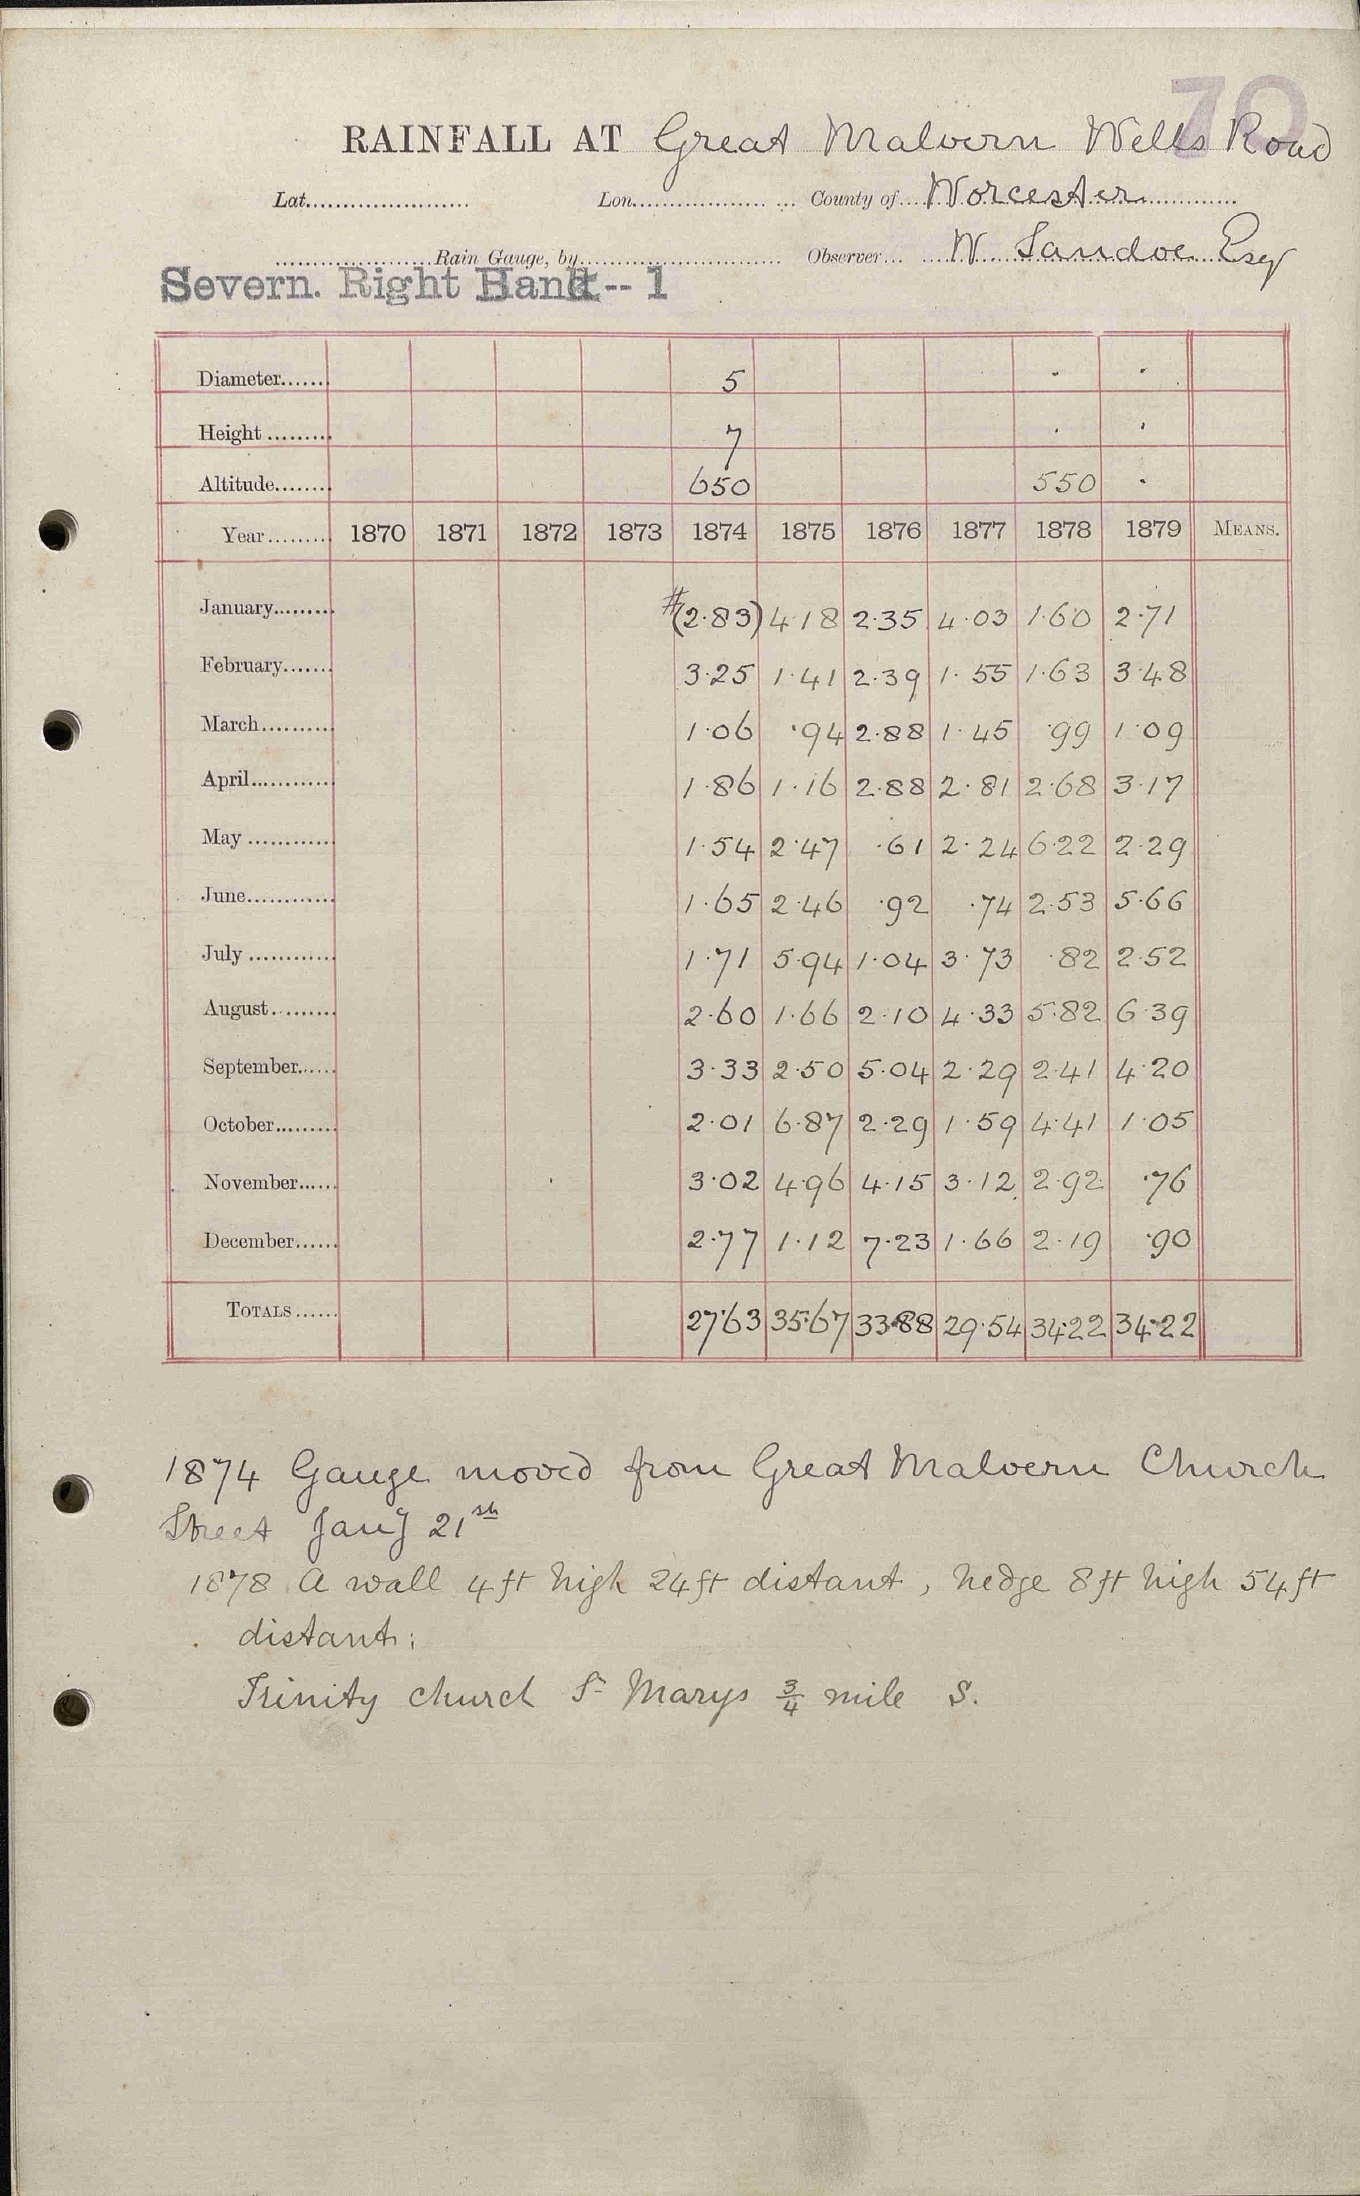 70
RAINFALL AT Great Malvern Wells Road
Lat. Lon. County of Worcester
Rain Gauge, by Observer W Sandoe Esq
Severn. Right Bank -- 1
Diameter 5
Height 7
Altitude 650 550
Year 1870 1871 1872 1873 1874 1875 1876 1877 1878 1879 MEANS.
January #(2.83) 4.18 2.35 4.03 1.60 2.71
February 3.25 1.41 2.39 1.55 1.63 3.48
March 1.06 .94 2.88 1.45 .99 1.09
April 1.86 1.16 2.88 2.81 2.68 3.17
May 1.54 2.47 .61 2.24 6.22 2.29
June 1.65 2.46 .92 .74 2.53 5.66
July 1.71 5.94 1.04 3.73 .82 2.52
August 2.60 1.66 2.10 4.33 5.82 6.39
September 3.33 2.50 5.04 2.29 2.41 4.20
October 2.01 6.87 2.29 1.59 4.41 1.05
November 3.02 4.96 4.15 3.12 2.92 .76
December 2.77 1.12 7.23 1.66 2.19 .90
TOTALS 27.63 35.67 33.88 29.54 34.22 34.22
1874 Gauge moved from Great Malvern Church
Street Jany 21st
1878 A wall 4ft high 24ft distant, hedge 8ft high 54ft
distant;
Trinity church St Marys 3/4 mile S.